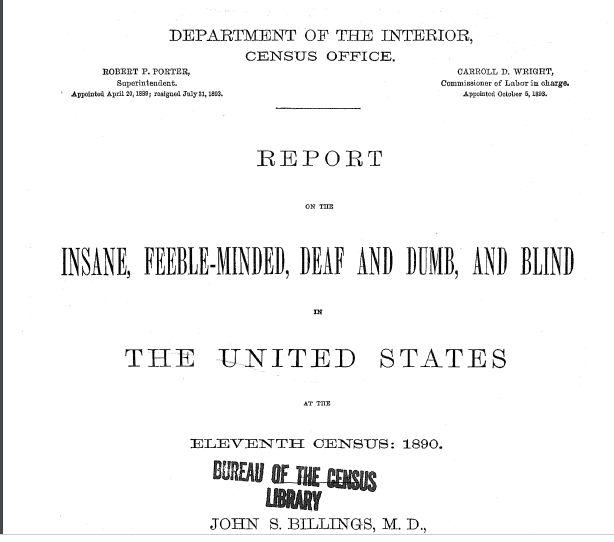 DEPARTMENT OF THE INTERIOR,
CENSUS OFFICE.
ROBERT P. PORTER,
Superintendent.
Appointed April 20, 1889; resigned July 31, 1893.
CARROLL D. WRIGHT,
Commissioner of Labor in charge.
Appointed October 5, 1893.
REPORT
ON THE
INSANE, FEEBLE-MINDED, DEAF AND DUMB, AND BLIND
IN
THE UNITED STATES
AT THE
ELEVENTH CENSUS: 1890.
BUREAU OF THE CENSUS
LIBRARY
JOHN S. BILLINGS, M. D.,